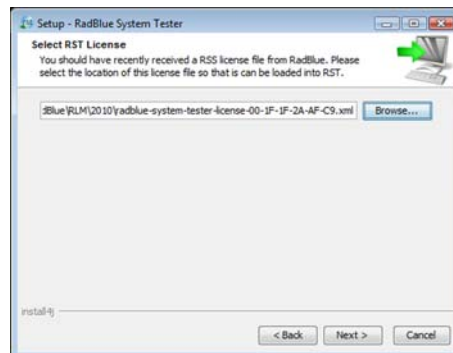 Setup - RadBlue System Tester
Select RST License
You should have recently received a RSS license file from RadBlue. Please
select the location of this license file so that is can be loaded into RST.
Blue\RLM\2010\radblue-system-tester-license-00-1F-1F-2A-AF-C9.xml Browse...
install4j
< Back Next > Cancel